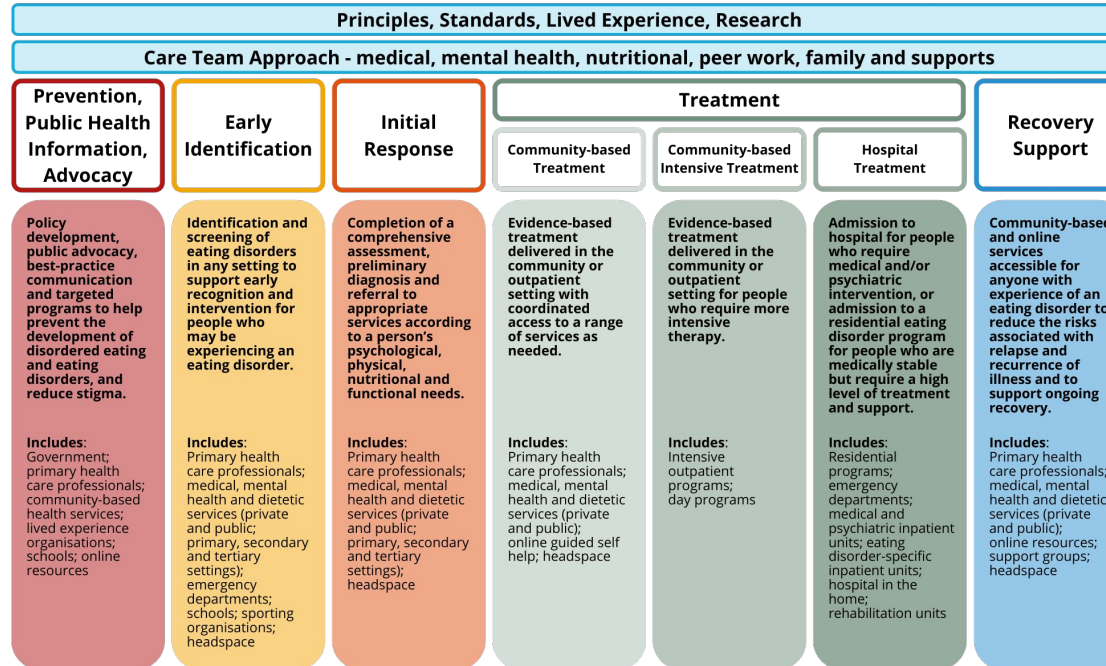 Principles, Standards, Lived Experience, Research
Care Team Approach - medical, mental health, nutritional, peer work, family and supports
Prevention,
Public Health
Information,
Advocacy
Early
Identification
Initial
Response
Treatment
Community-based
Treatment
Community-based
Intensive Treatment
Hospital
Treatment
Recovery
Support
Policy
development,
public advocacy,
best-practice
communication
and targeted
programs to help
prevent the
development of
disordered eating
and eating
disorders, and
reduce stigma.
Includes:
Government;
primary health
care professionals;
community-based
health services;
lived experience
organisations;
schools; online
resources
Identification and
screening of
eating disorders
in any setting to
support early
recognition and
intervention for
people who
may be
experiencing an
eating disorder.
Includes:
Primary health
care professionals;
medical, mental
health and dietetic
services (private
and public;
primary, secondary
and tertiary
settings);
emergency
departments;
schools; sporting
organisations;
headspace
Completion of a
comprehensive
assessment,
preliminary
diagnosis and
referral to
appropriate
services according
to a person's
psychological,
physical,
nutritional and
functional needs.
Includes:
Primary health
care professionals;
medical, mental
health and dietetic
services (private
and public;
primary, secondary
and tertiary
settings);
headspace
Evidence-based
treatment
delivered in the
community or
outpatient
setting with
coordinated
access to a range
of services as
needed.
Includes:
Primary health
care professionals;
medical, mental
health and dietetic
services (private
and public);
online guided self
help; headspace
Evidence-based
treatment
delivered in the
community or
outpatient
setting for people
who require more
intensive
therapy.
Includes:
Intensive
outpatient
programs;
day programs
Admission to
hospital for people
who require
medical and/or
psychiatric
intervention, or
admission to a
residential eating
disorder program
for people who are
medically stable
but require a high
level of treatment
and support.
Includes:
Residential
programs;
emergency
departments;
medical and
psychiatric inpatient
units; eating
disorder-specific
inpatient units;
hospital in the
home;
rehabilitation units
Community-based
and online
services
accessible for
anyone with
experience of an
eating disorder to
reduce the risks
associated with
relapse and
recurrence of
illness and to
support ongoing
recovery.
Includes:
Primary health
care professionals;
medical, mental
health and dietetic
services (private
and public);
online resources;
support groups;
headspace